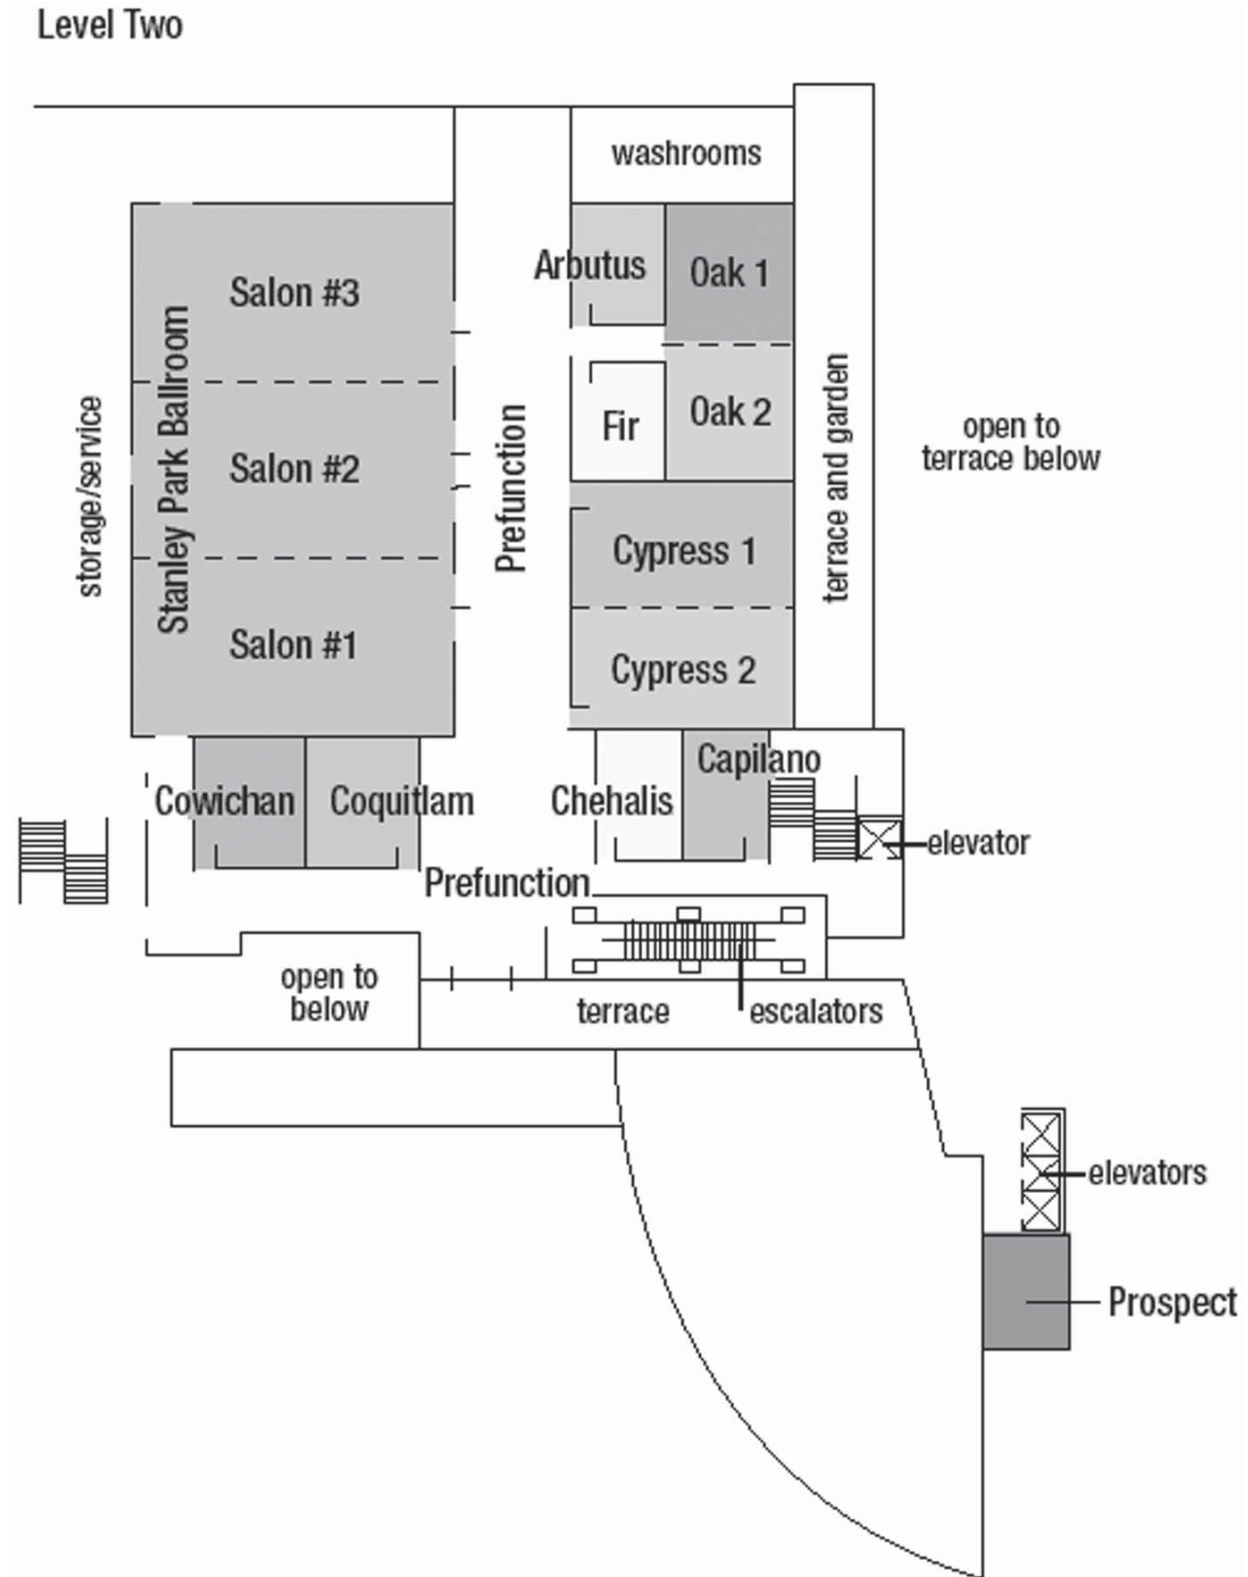 Level Two
washrooms
Arbutus
Oak 1
Salon #3
Stanley Park Ballroom
storage/service
Salon #2
Prefunction
Fir
Oak 2
terrace and garden
open to
terrace below
Cypress 1
Salon #1
Cypress 2
Capilano
Cowichan
Coquitlam
Chehalis
elevator
Prefunction
open to
below
terrace
escalators
elevators
Prospect